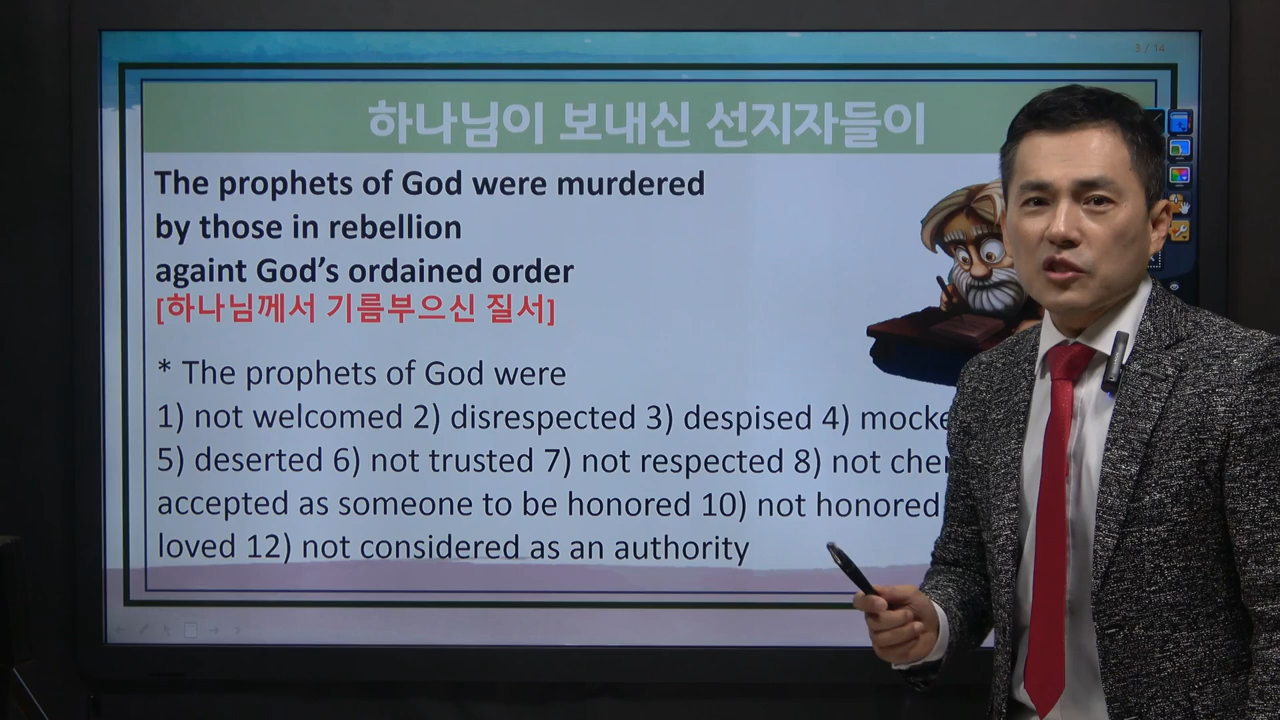 3 / 14
하나님이 보내신 선지자들이
The prophets of God were murdered
by those in rebellion
againt God’s ordained order
[하나님께서 기름부으신 질서]
* The prophets of God were
1) not welcomed 2) disrespected 3) despised 4)
5) deserted 6) not trusted 7) not respected 8) not
accepted as someone to be honored 10) not honored
loved 12) not considered as an authority